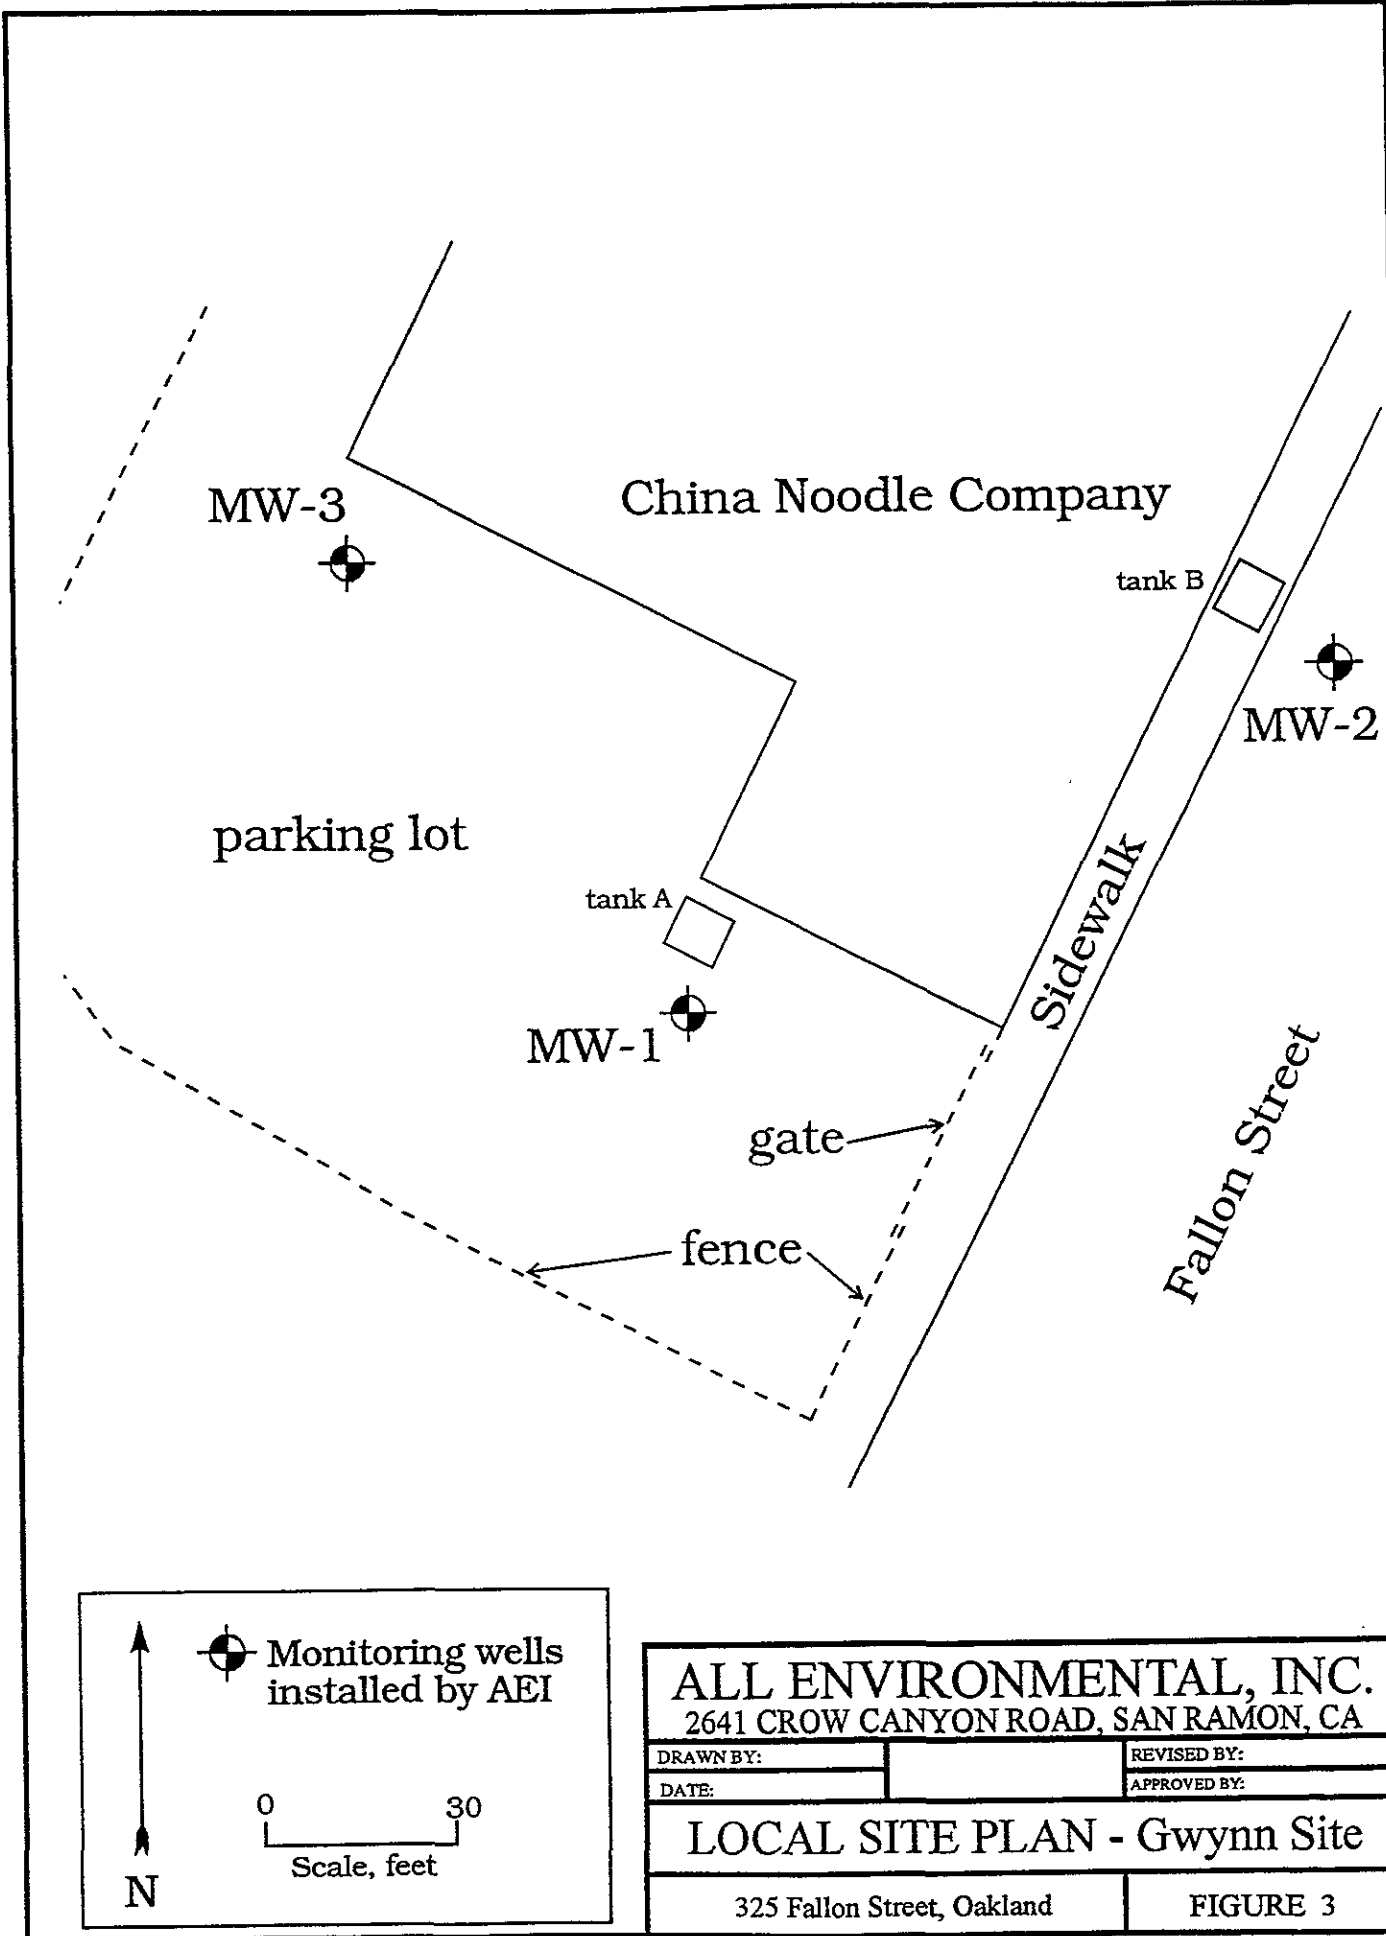 MW-3
China Noodle Company
tank B
MW-2
parking lot
tank A
Sidewalk
MW-1
gate
Fallon Street
fence
Monitoring wells
installed by AEI
0 30
Scale, feet
N
ALL ENVIRONMENTAL, INC.
2641 CROW CANYON ROAD, SAN RAMON, CA
DRAWN BY:
REVISED BY:
DATE:
APPROVED BY:
LOCAL SITE PLAN - Gwynn Site
325 Fallon Street, Oakland
FIGURE 3